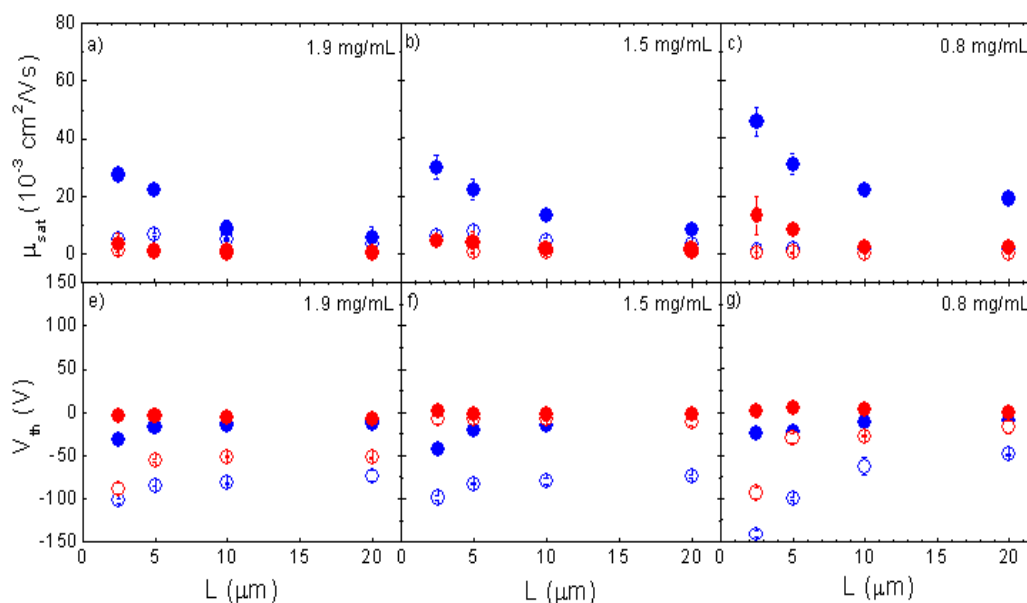 80
60
40
20
0
μsat (10⁻³ cm²/Vs)
a)
1.9 mg/mL
b)
1.5 mg/mL
c)
0.8 mg/mL
150
100
50
0
-50
-100
-150
Vth (V)
e)
1.9 mg/mL
f)
1.5 mg/mL
g)
0.8 mg/mL
0 5 10 15 20 0 5 10 15 20 0 5 10 15 20
L (μm) L (μm) L (μm)